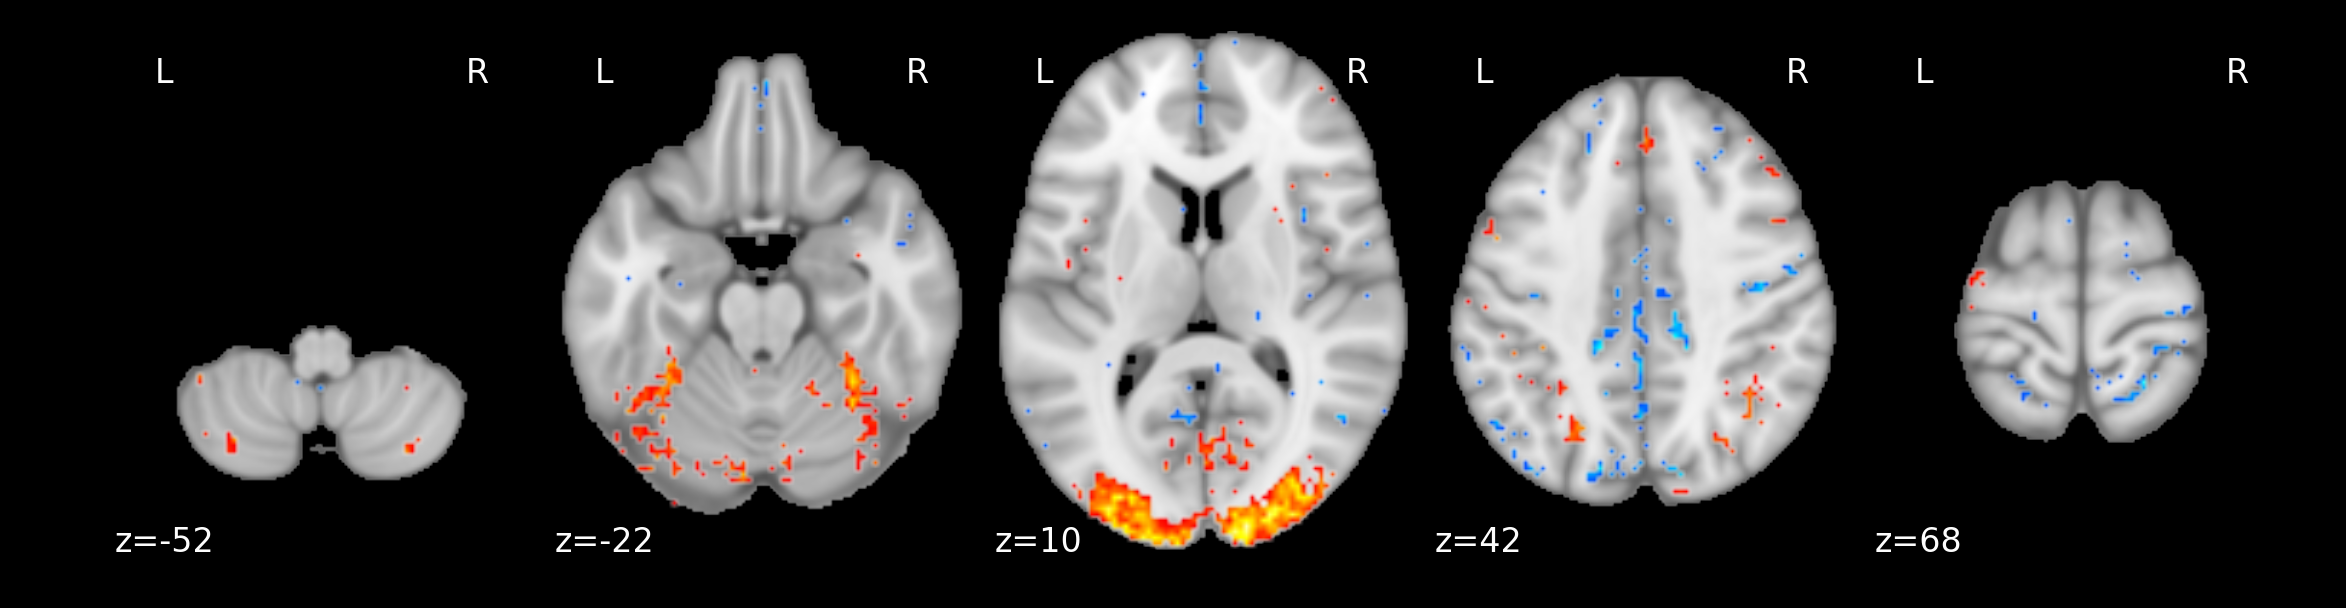 L R L R L R L R L R
z=-52 z=-22 z=10 z=42 z=68